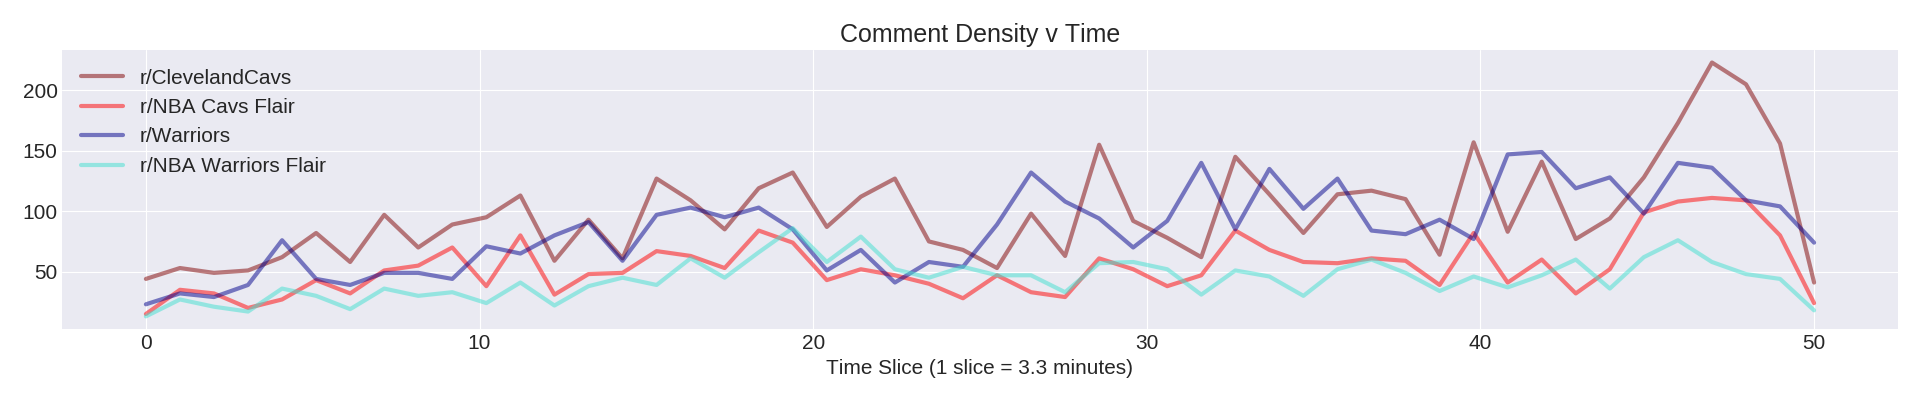 Comment Density v Time
r/ClevelandCavs
r/NBA Cavs Flair
r/Warriors
r/NBA Warriors Flair
200
150
100
50
0 10 20 30 40 50
Time Slice (1 slice = 3.3 minutes)